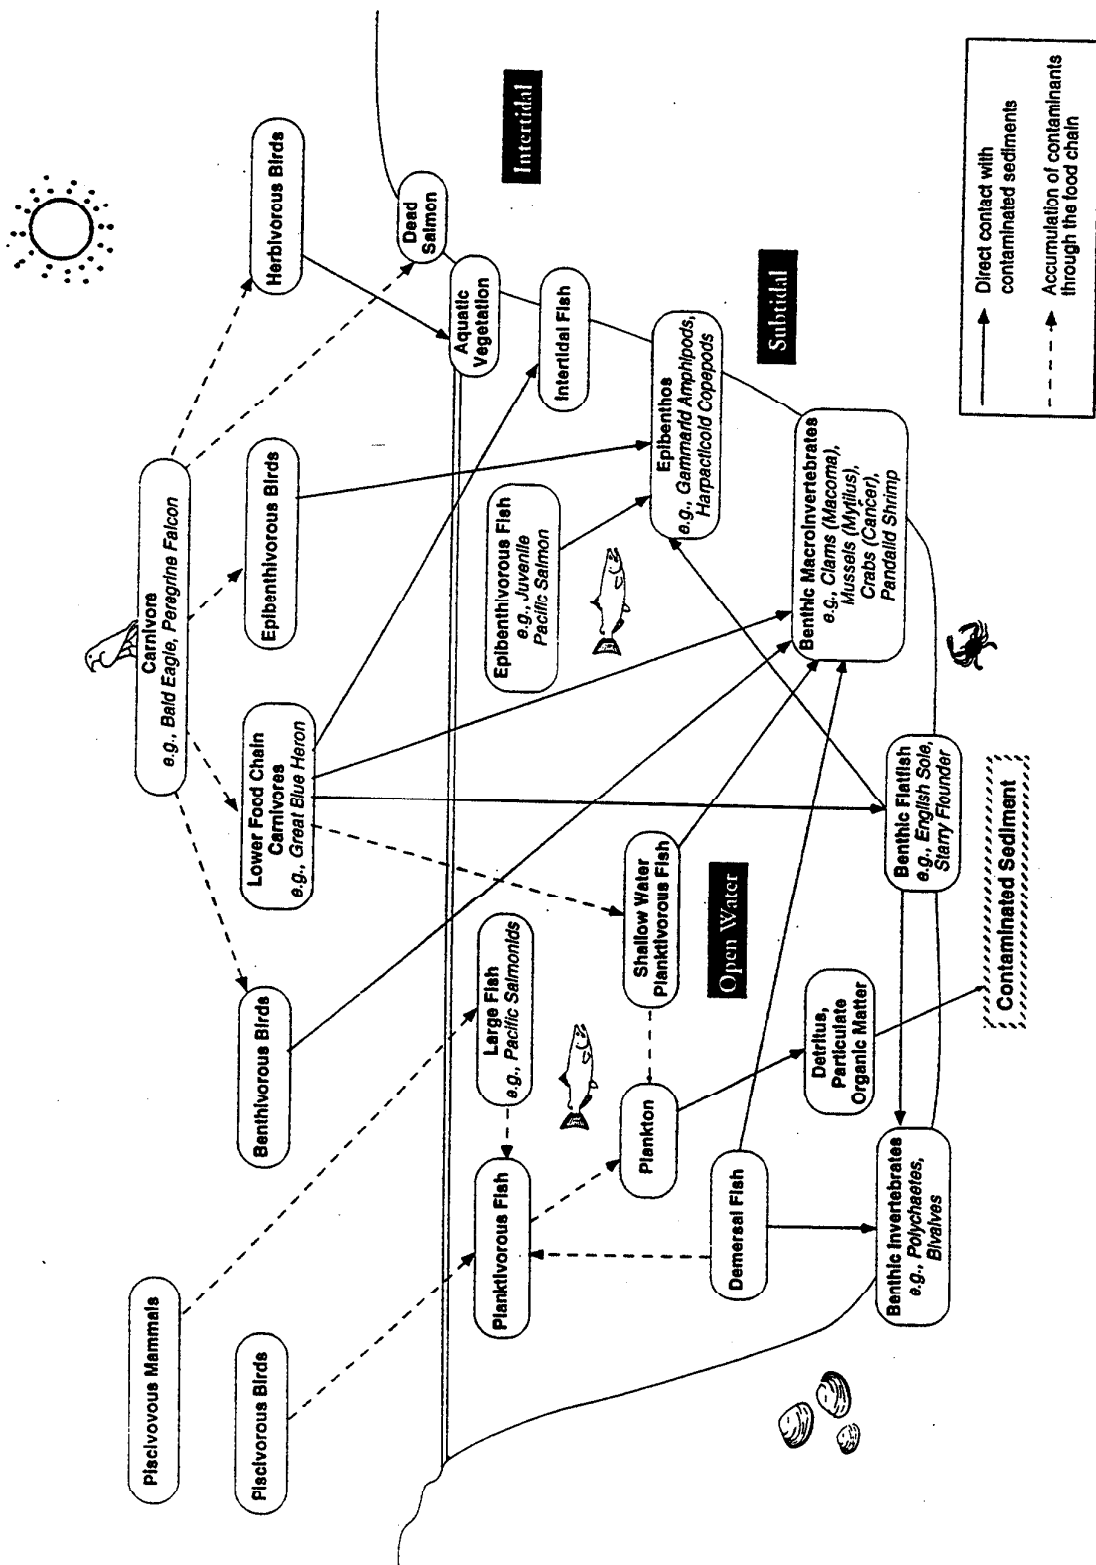 Carnivore
e.g., Bald Eagle, Peregrine Falcon
Piscivovous Mammals
Piscivorous Birds
Benthivorous Birds
Lower Food Chain
Carnivores
e.g., Great Blue Heron
Epibenthivorous Birds
Herbivorous Birds
Dead
Salmon
Aquatic
Vegetation
Intertidal
Planktivorous Fish
Large Fish
e.g., Pacific Salmonids
Epibenthivorous Fish
e.g., Juvenile
Pacific Salmon
Intertidal Fish
Plankton
Shallow Water
Planktivorous Fish
Epibenthos
e.g., Gammarid Amphipods,
Harpacticoid Copepods
Demersal Fish
Open Water
Subtidal
Detritus,
Particulate
Organic Matter
Benthic Macroinvertebrates
e.g., Clams (Macoma),
Mussels (Mytilus),
Crabs (Cancer),
Pandalid Shrimp
Benthic Invertebrates
e.g., Polychaetes,
Bivalves
Benthic Flatfish
e.g., English Sole,
Starry Flounder
Contaminated Sediment
Direct contact with
contaminated sediments
Accumulation of contaminants
through the food chain